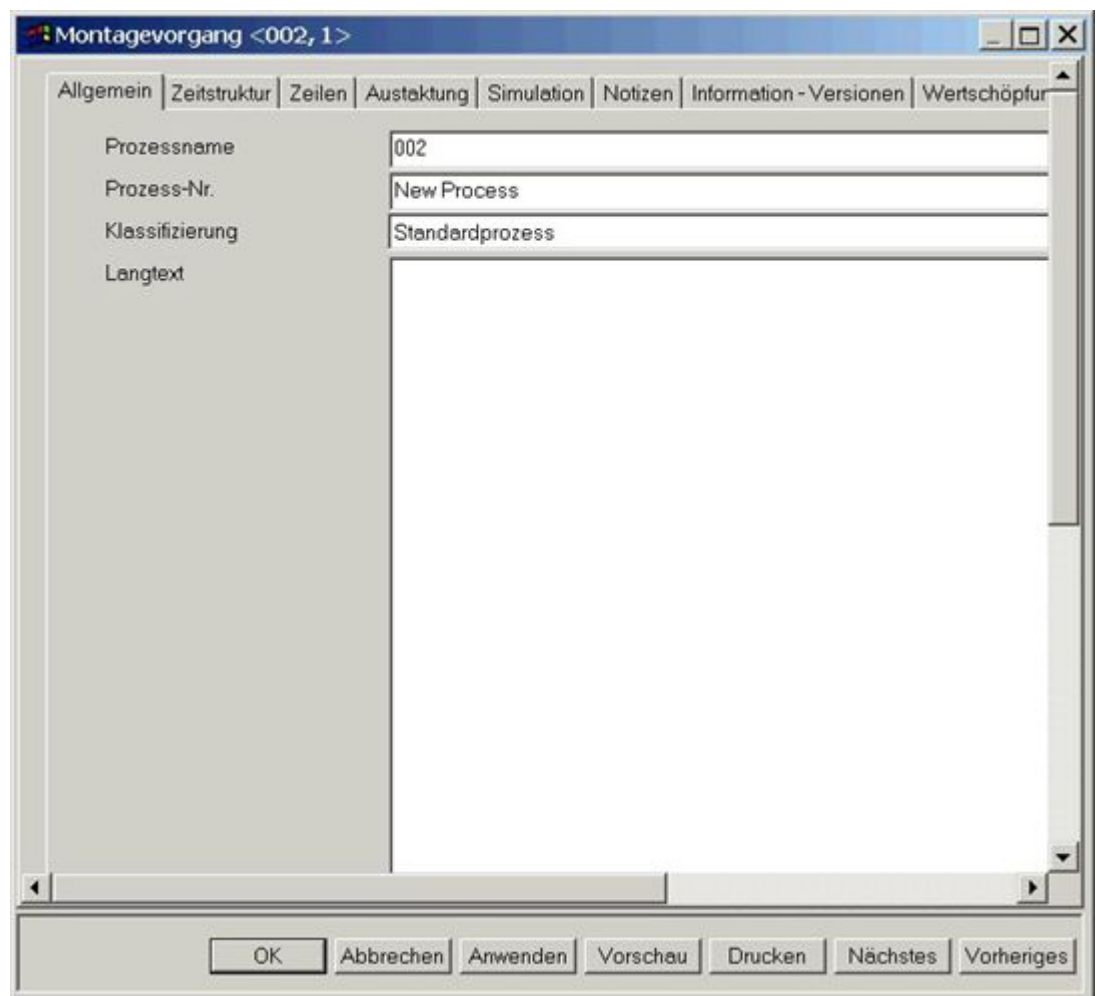 Montagevorgang <002, 1>
Allgemein Zeitstruktur Zeilen Austaktung Simulation Notizen Information - Versionen Wertschöpfur
Prozessname 002
Prozess-Nr. New Process
Klassifizierung Standardprozess
Langtext
OK Abbrechen Anwenden Vorschau Drucken Nächstes Vorheriges